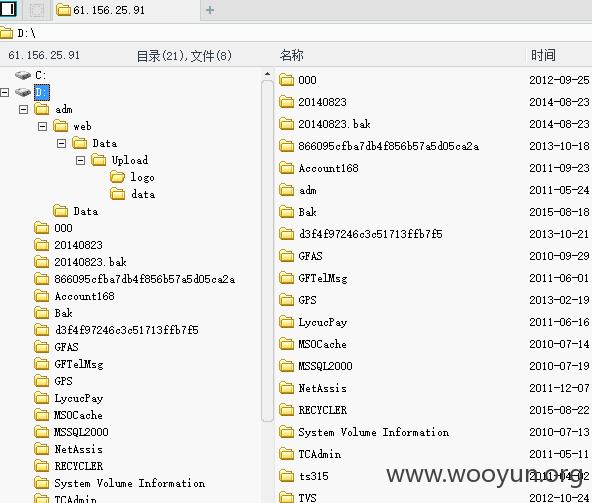 61.156.25.91
D:\
61.156.25.91 目录(21),文件(8) 名称 时间
C:
D:
adm
web
Data
Upload
logo
data
Data
000
20140823
20140823.bak
866095cfba7db4f856b57a5d05ca2a
Account168
Bak
d3f4f97246c3c51713ffb7f5
GFAS
GFTelMsg
GPS
LycucPay
MSOCache
MSSQL2000
NetAssis
RECYCLER
System Volume Information
TCAdmin
000 2012-09-25
20140823 2014-08-23
20140823.bak 2014-08-23
866095cfba7db4f856b57a5d05ca2a 2013-10-18
Account168 2011-09-23
adm 2011-05-24
Bak 2015-08-18
d3f4f97246c3c51713ffb7f5 2013-10-21
GFAS 2010-09-29
GFTelMsg 2011-06-01
GPS 2013-02-19
LycucPay 2011-06-16
MSOCache 2010-07-14
MSSQL2000 2010-07-19
NetAssis 2011-12-07
RECYCLER 2015-08-22
System Volume Information 2010-07-13
TCAdmin 2011-05-11
ts315 2011-04-02
TVS 2012-10-24
www.wooyun.org